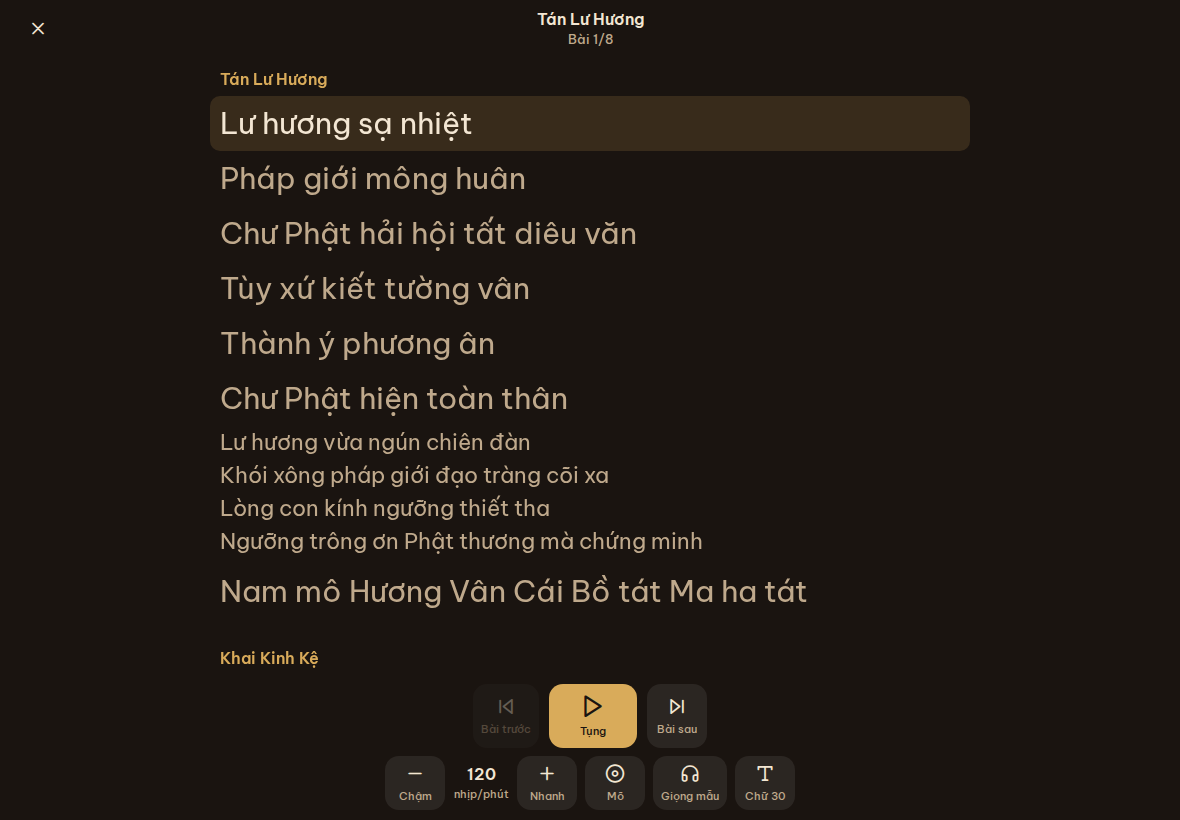 Tán Lư Hương
Bài 1/8
Tán Lư Hương
Lư hương sạ nhiệt
Pháp giới mông huân
Chư Phật hải hội tất diêu văn
Tùy xứ kiết tường vân
Thành ý phương ân
Chư Phật hiện toàn thân
Lư hương vừa ngún chiên đàn
Khói xông pháp giới đạo tràng cõi xa
Lòng con kính ngưỡng thiết tha
Ngưỡng trông ơn Phật thương mà chứng minh
Nam mô Hương Vân Cái Bồ tát Ma ha tát
Khai Kinh Kệ
Bài trước
Tụng
Bài sau
Chậm
120
nhịp/phút
Nhanh
Mõ
Giọng mẫu
Chữ 30